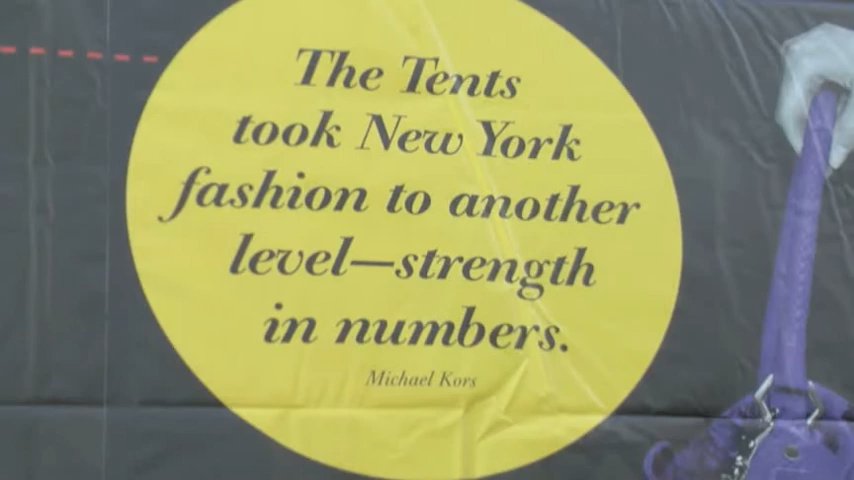 The Tents
took New York
fashion to another
level—strength
in numbers.
Michael Kors